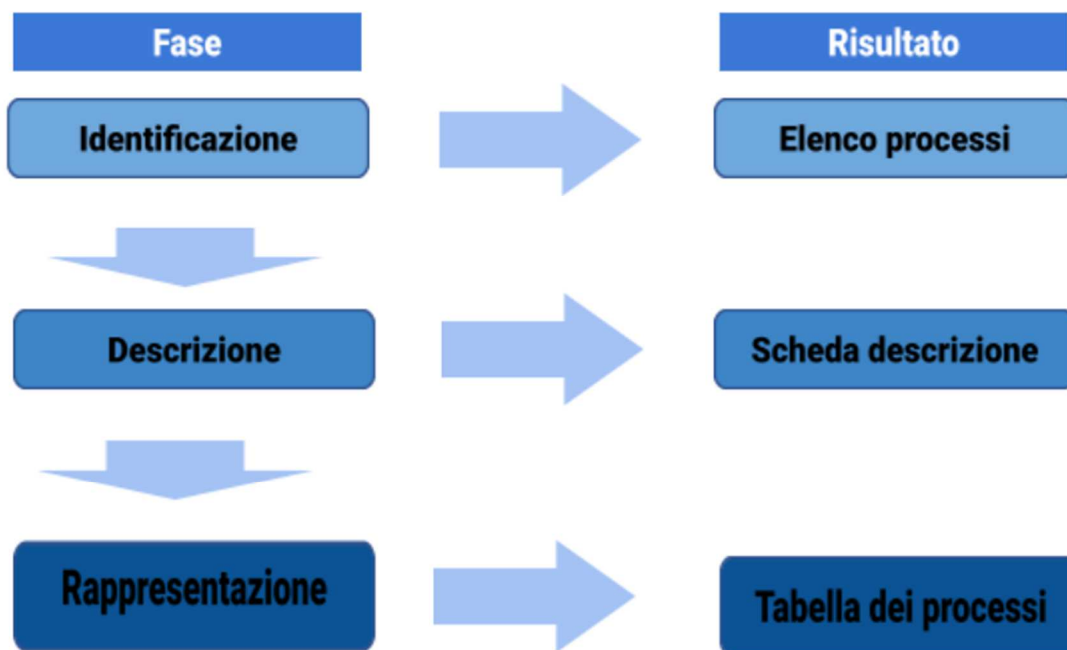 Fase
Risultato
Identificazione
Elenco processi
Descrizione
Scheda descrizione
Rappresentazione
Tabella dei processi